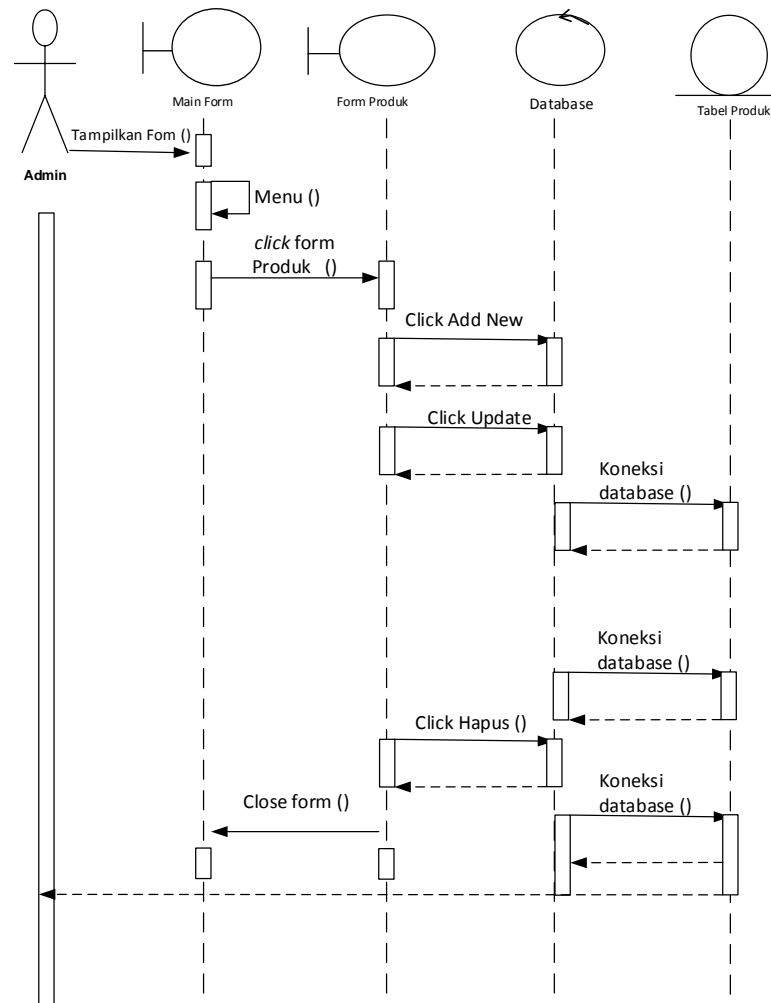 Main Form
Form Produk
Database
Tabel Produk
Tampilkan Fom ()
Admin
Menu ()
click form
Produk ()
Click Add New
Click Update
Koneksi
database ()
Koneksi
database ()
Click Hapus ()
Close form ()
Koneksi
database ()